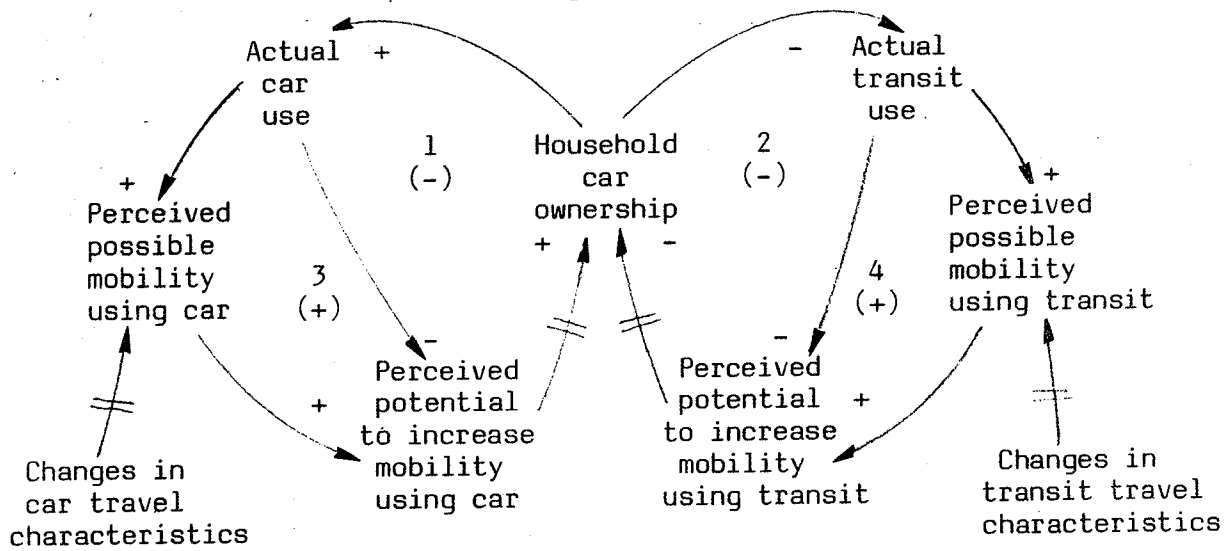 Actual
car
use
+
-
Actual
transit
use
1
(-)
Household
car
ownership
+
-
2
(-)
+
Perceived
possible
mobility
using car
+
Perceived
possible
mobility
using transit
3
(+)
4
(+)
-
Perceived
potential
to increase
mobility
using car
+
-
Perceived
potential
to increase
mobility
using transit
+
Changes in
car travel
characteristics
Changes in
transit travel
characteristics